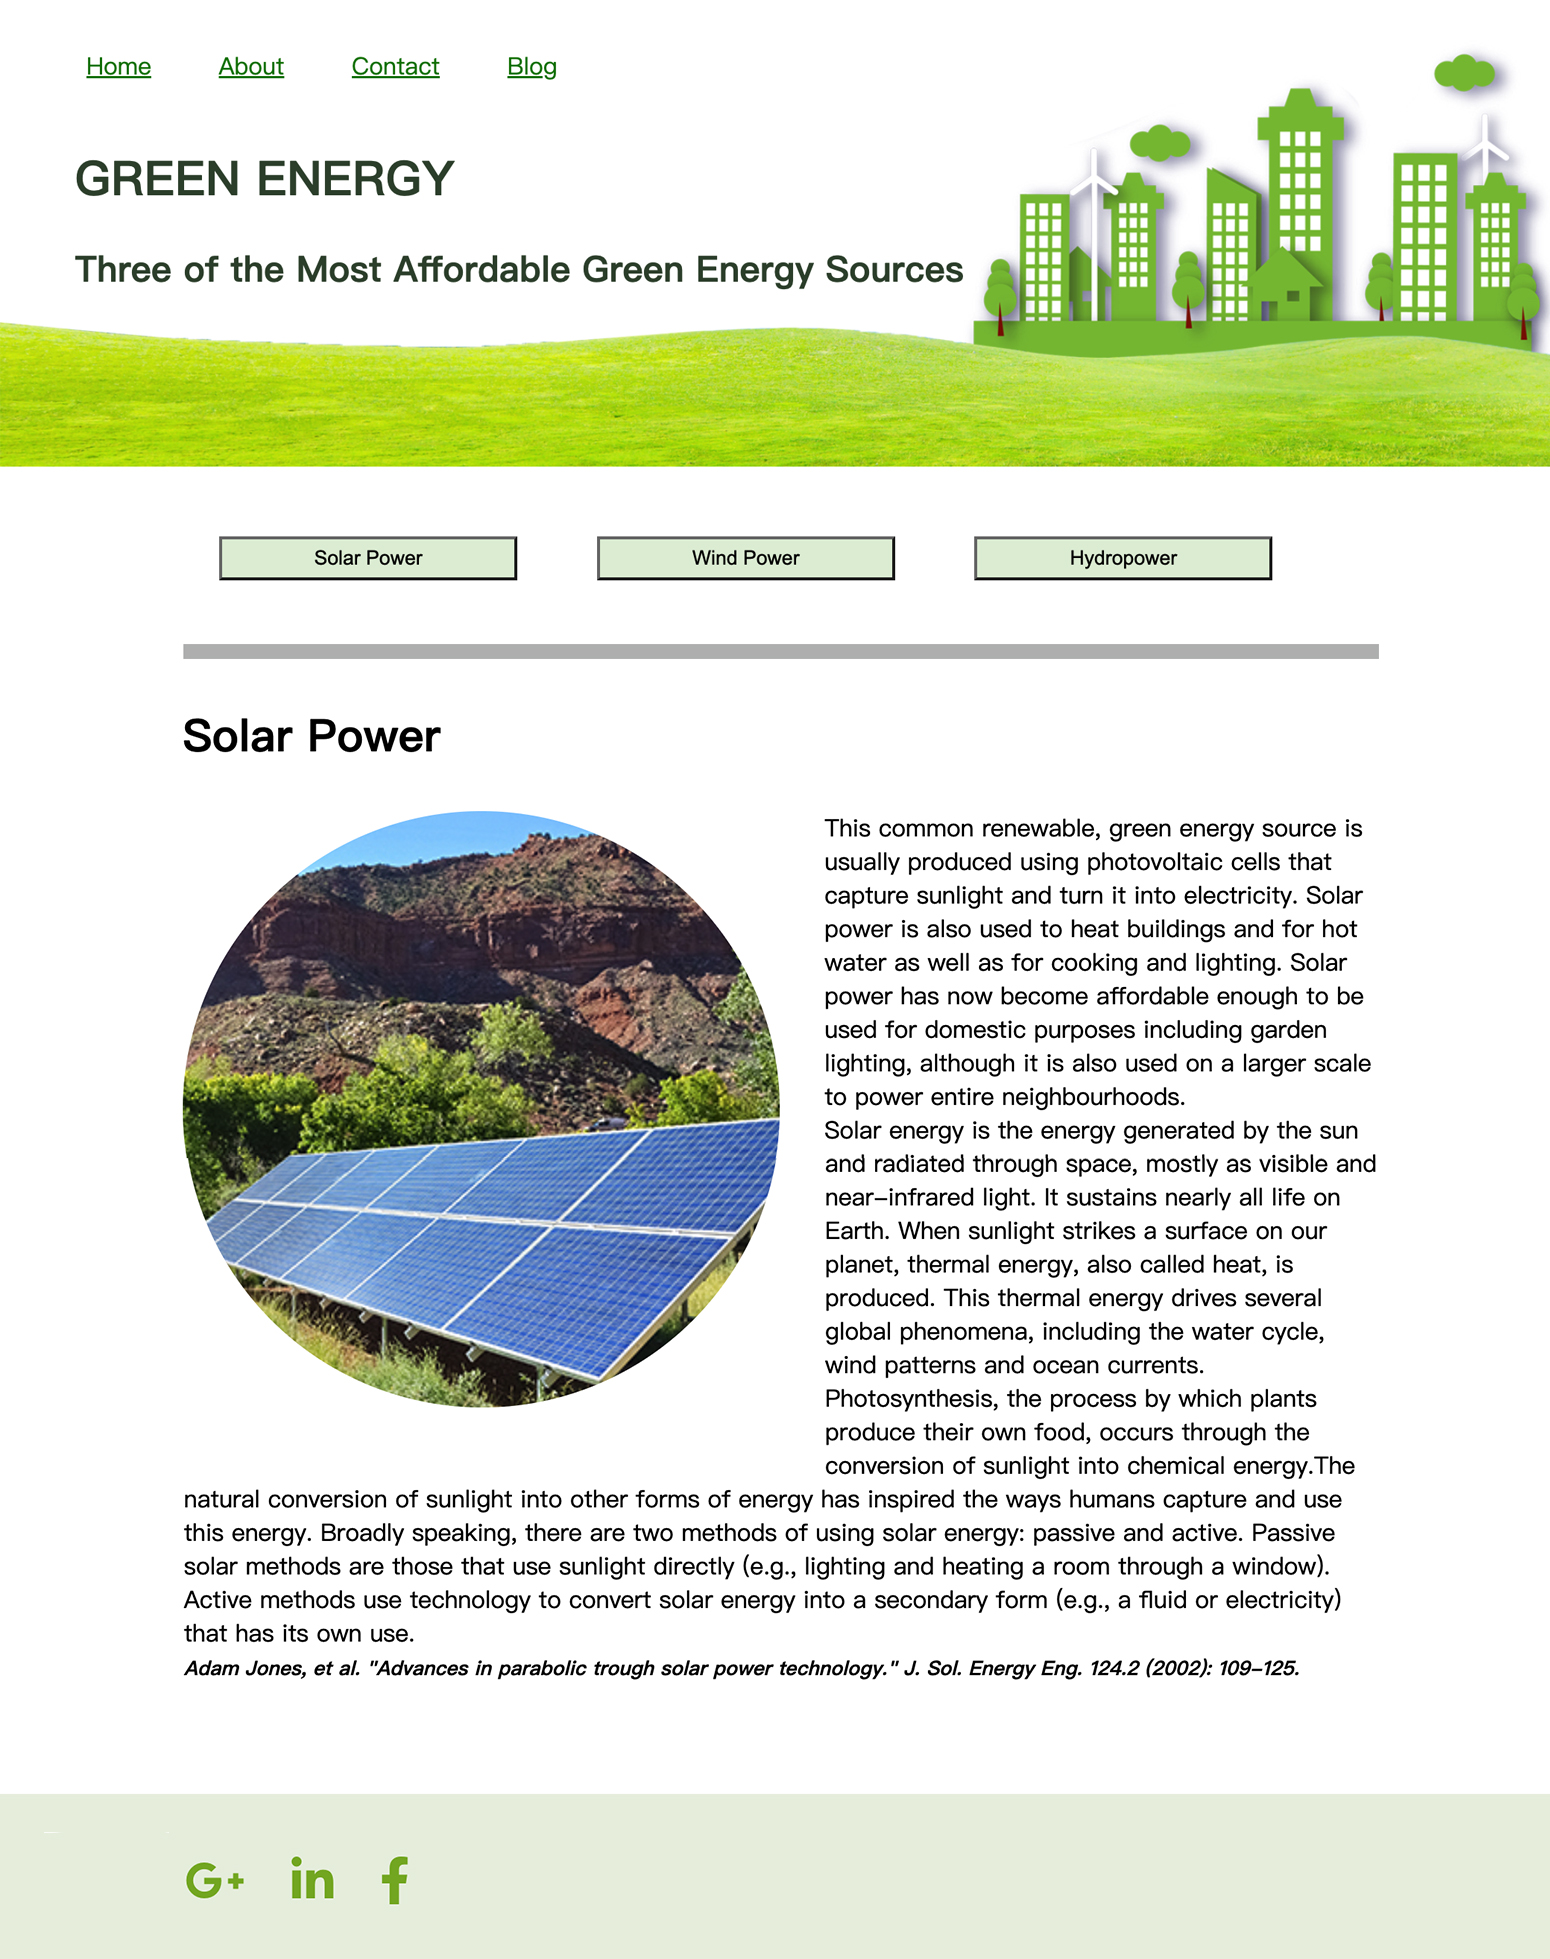 Home About Contact Blog
GREEN ENERGY
Three of the Most Affordable Green Energy Sources
Solar Power Wind Power Hydropower
Solar Power
This common renewable, green energy source is
usually produced using photovoltaic cells that
capture sunlight and turn it into electricity. Solar
power is also used to heat buildings and for hot
water as well as for cooking and lighting. Solar
power has now become affordable enough to be
used for domestic purposes including garden
lighting, although it is also used on a larger scale
to power entire neighbourhoods.
Solar energy is the energy generated by the sun
and radiated through space, mostly as visible and
near-infrared light. It sustains nearly all life on
Earth. When sunlight strikes a surface on our
planet, thermal energy, also called heat, is
produced. This thermal energy drives several
global phenomena, including the water cycle,
wind patterns and ocean currents.
Photosynthesis, the process by which plants
produce their own food, occurs through the
conversion of sunlight into chemical energy.The
natural conversion of sunlight into other forms of energy has inspired the ways humans capture and use
this energy. Broadly speaking, there are two methods of using solar energy: passive and active. Passive
solar methods are those that use sunlight directly (e.g., lighting and heating a room through a window).
Active methods use technology to convert solar energy into a secondary form (e.g., a fluid or electricity)
that has its own use.
Adam Jones, et al. "Advances in parabolic trough solar power technology." J. Sol. Energy Eng. 124.2 (2002): 109-125.
G+ in f